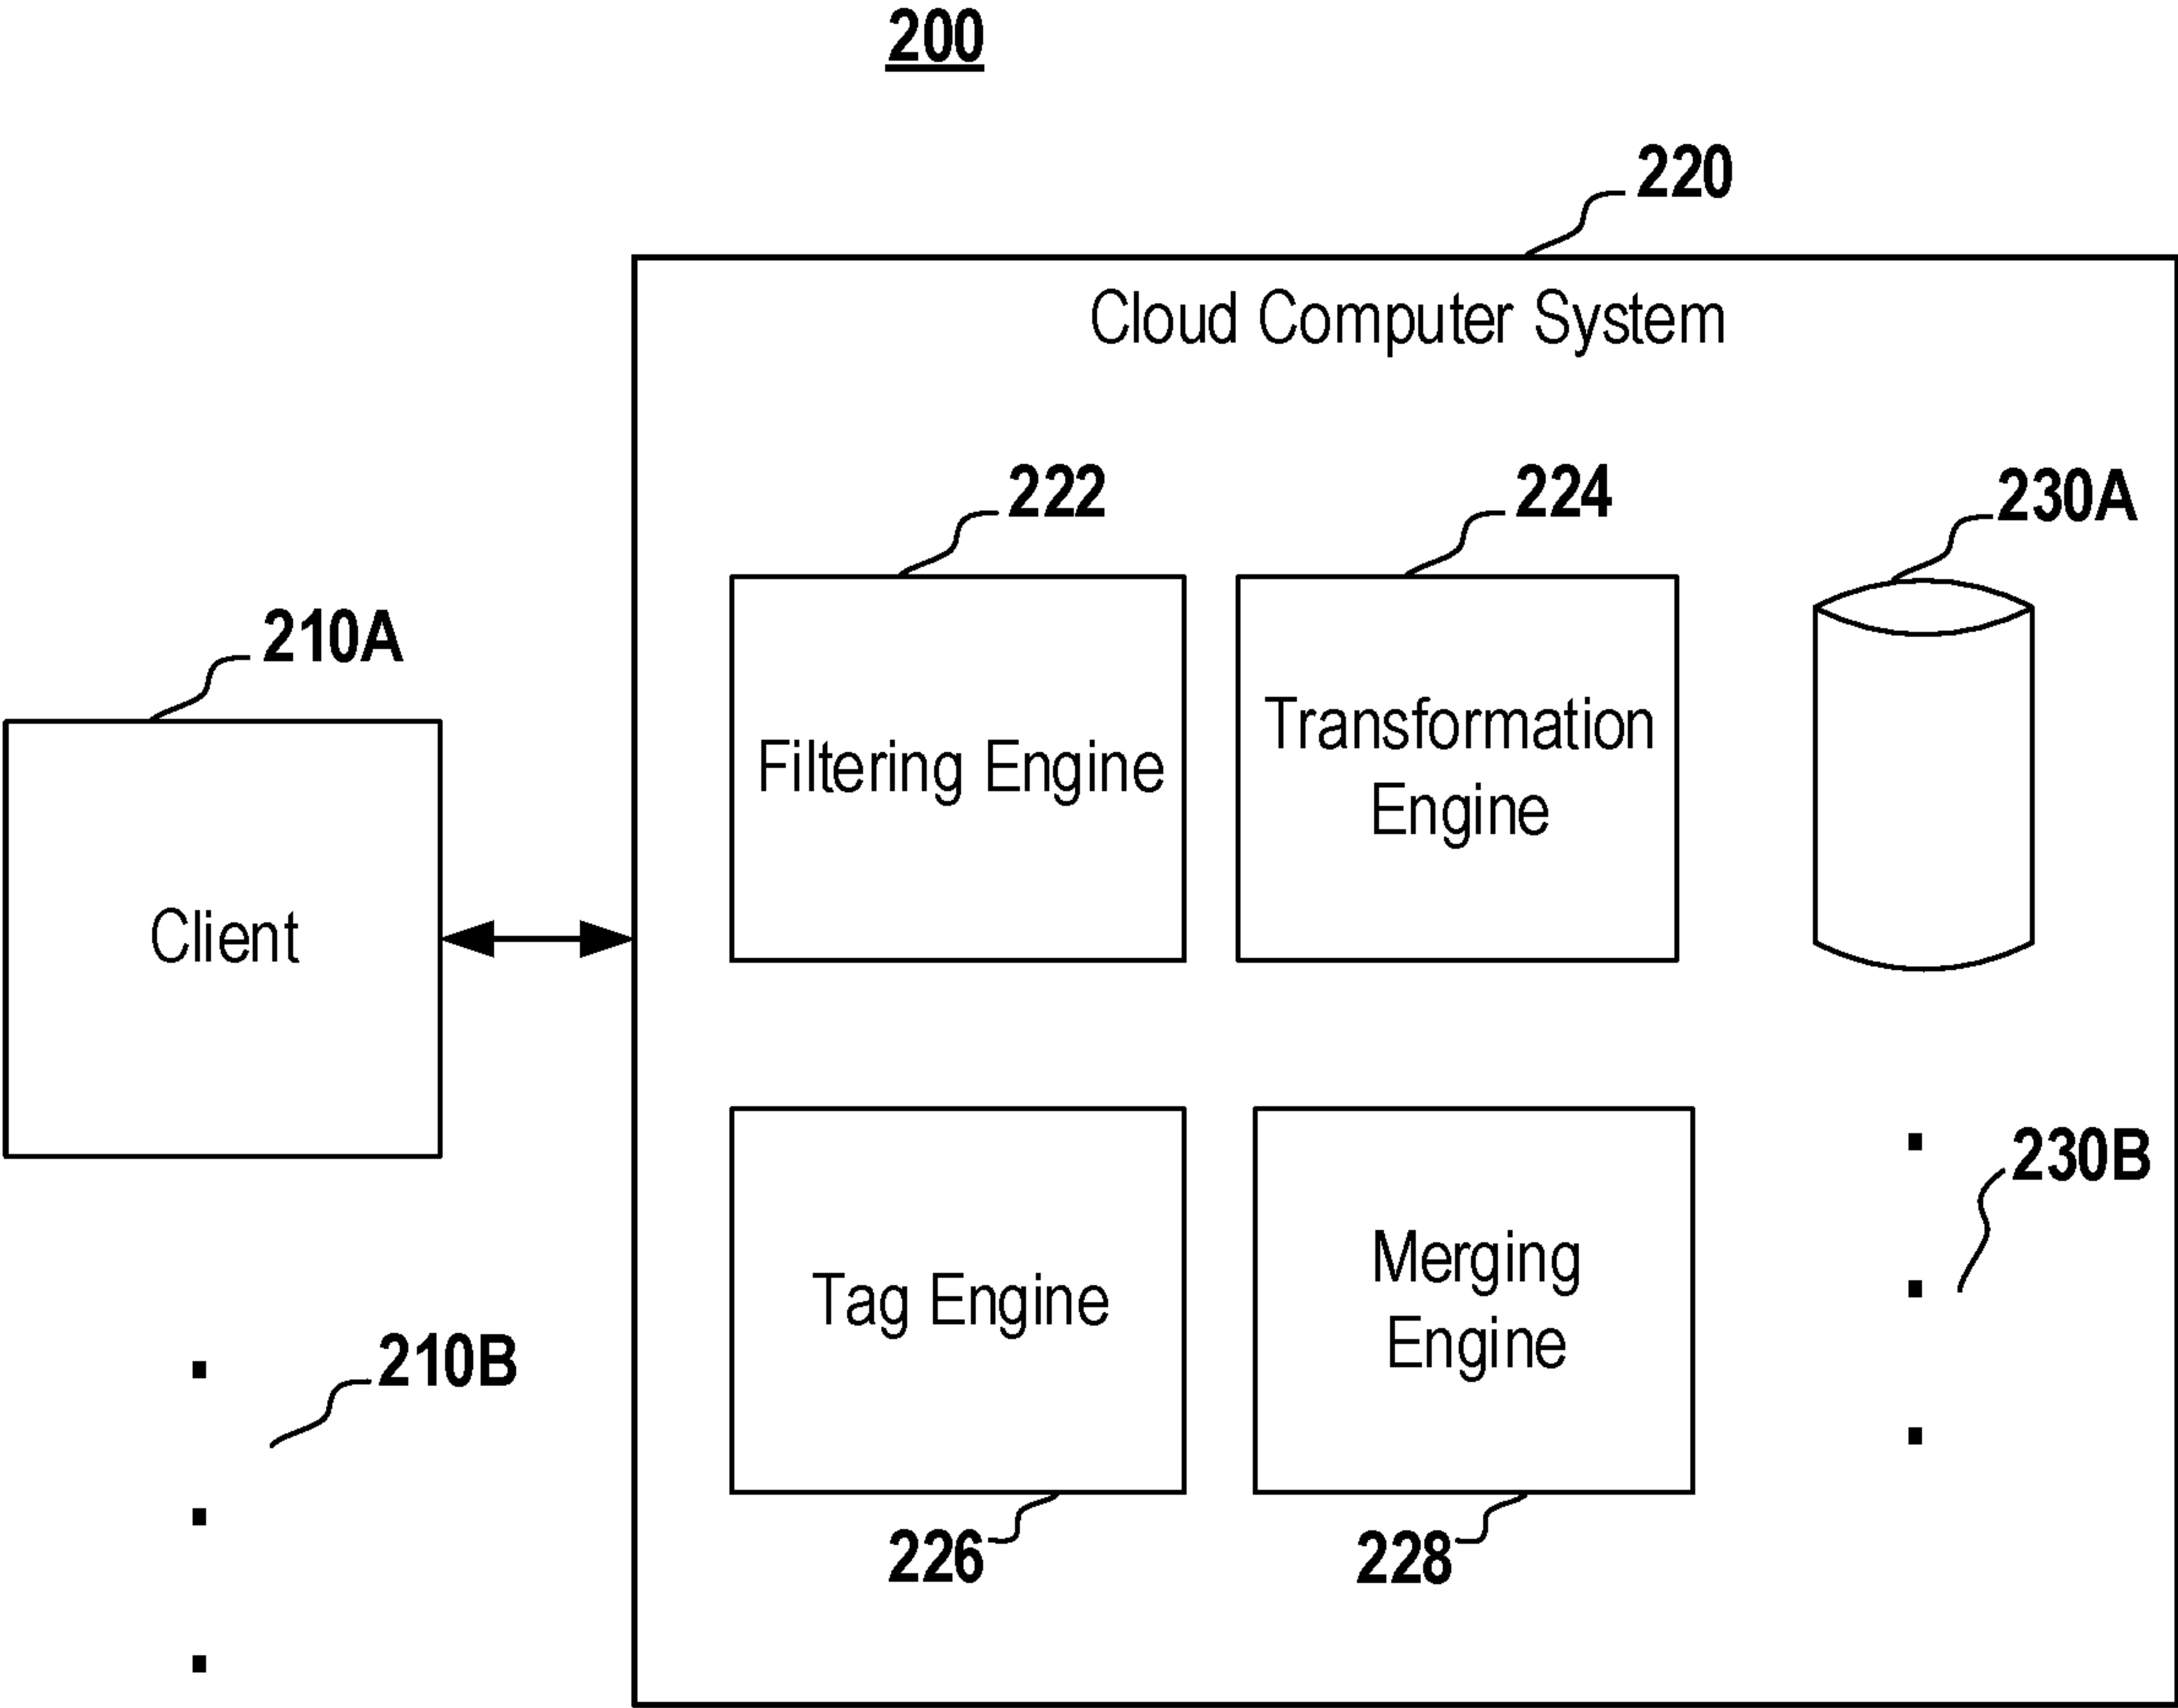 200
220
Cloud Computer System
222
224
230A
210A
Filtering Engine
Transformation
Engine
Client
230B
Tag Engine
Merging
Engine
210B
226
228